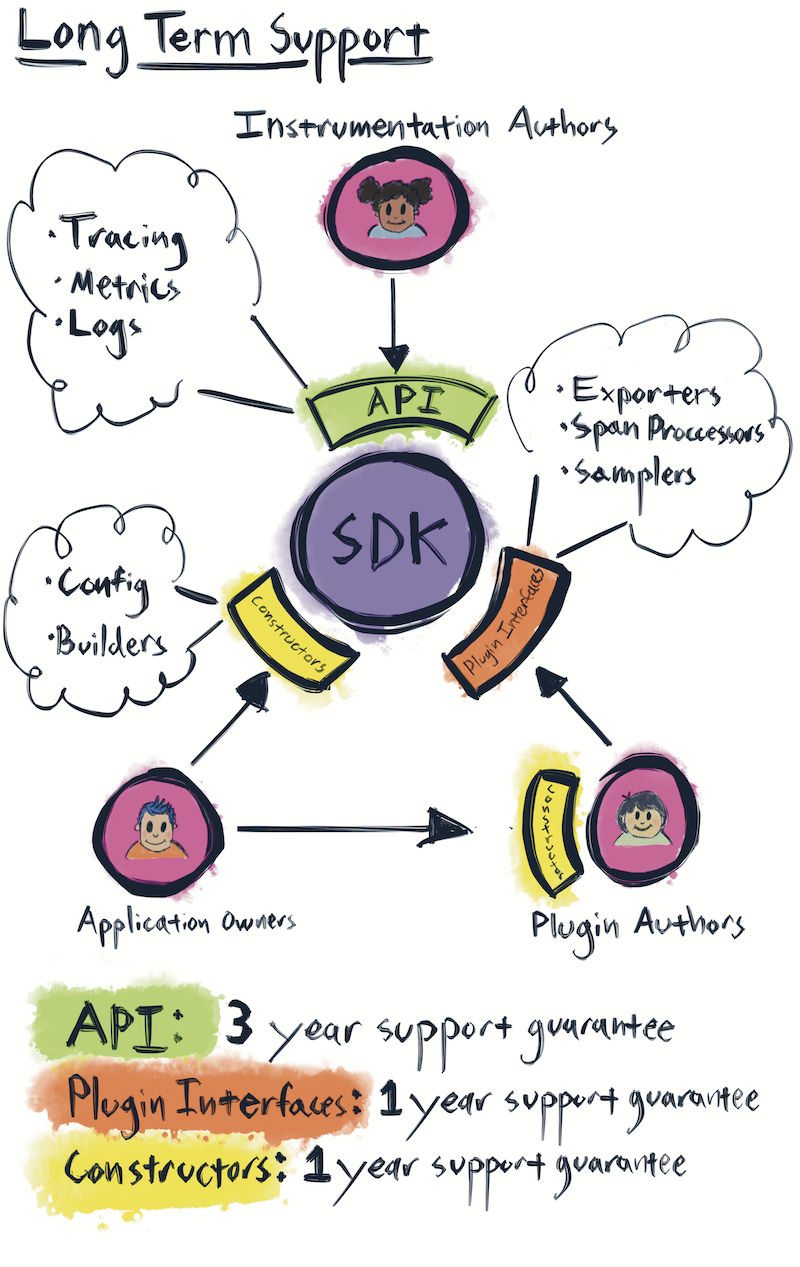 Long Term Support
Instrumentation Authors
• Tracing
• Metrics
• Logs
API
• Exporters
• Span Proccessors
• Samplers
SDK
• Config
• Builders
Constructors
Plugin Interfaces
Constructor
Application Owners
Plugin Authors
API: 3 year support guarantee
Plugin Interfaces: 1 year support guarantee
Constructors: 1 year support guarantee